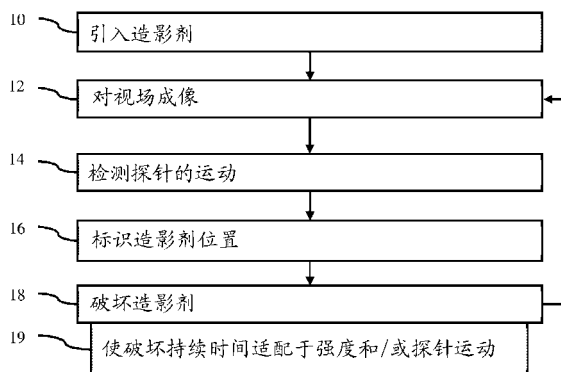 10
引入造影剂
12
对视场成像
14
检测探针的运动
16
标识造影剂位置
18
破坏造影剂
19
使破坏持续时间适配于强度和/或探针运动